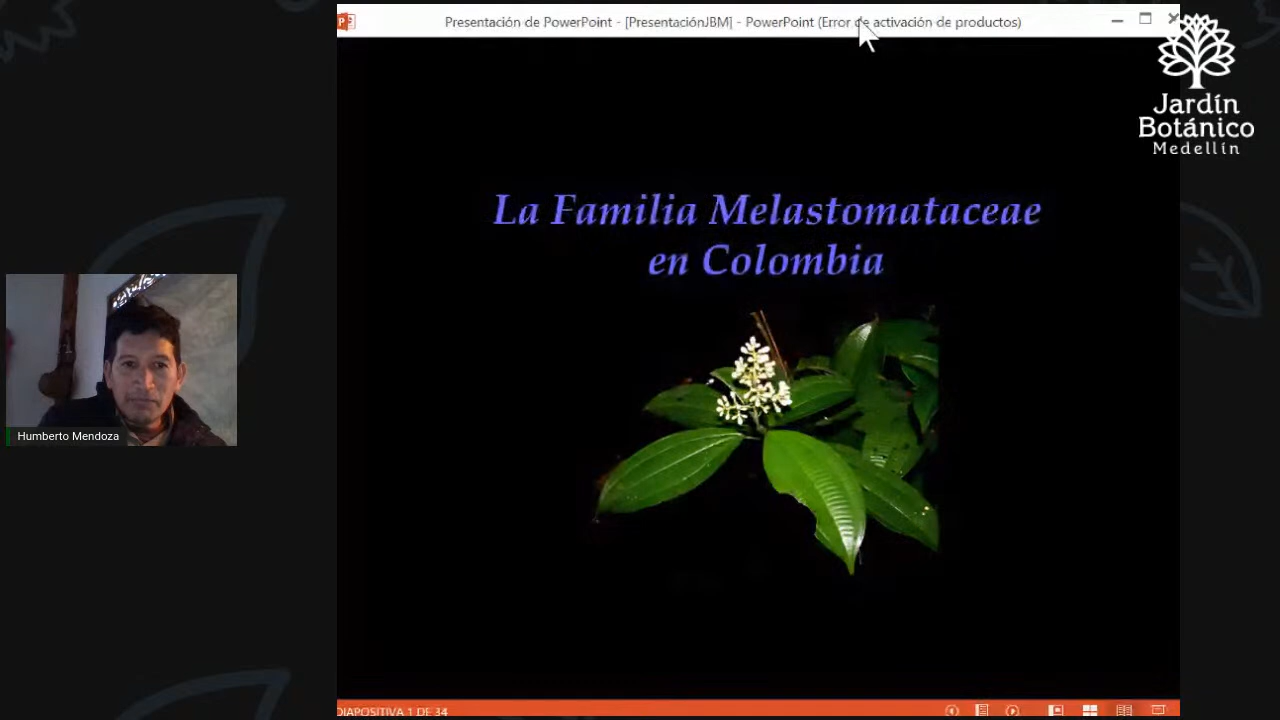 Presentación de PowerPoint - [PresentaciónJBM] - PowerPoint (Error de activación de productos)
Jardín
Botánico
Medellín
La Familia Melastomataceae
en Colombia
Humberto Mendoza
DIAPOSITIVA 1 DE 34